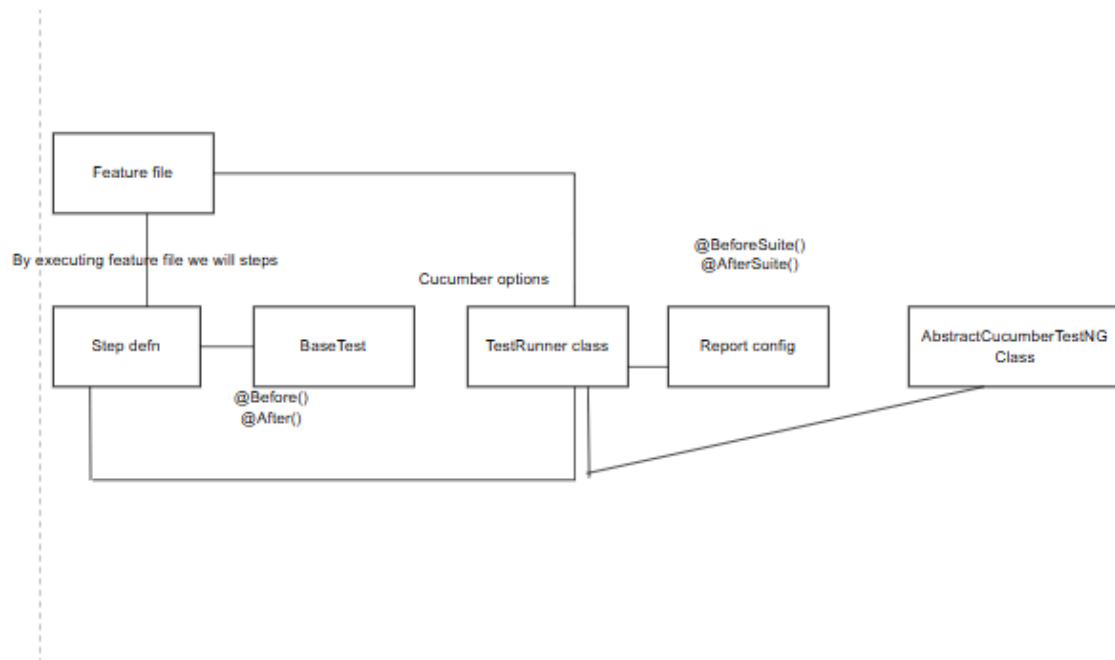 Feature file
By executing feature file we will steps
@BeforeSuite()
@AfterSuite()
Cucumber options
Step defn
BaseTest
TestRunner class
Report config
AbstractCucumberTestNG
Class
@Before()
@After()